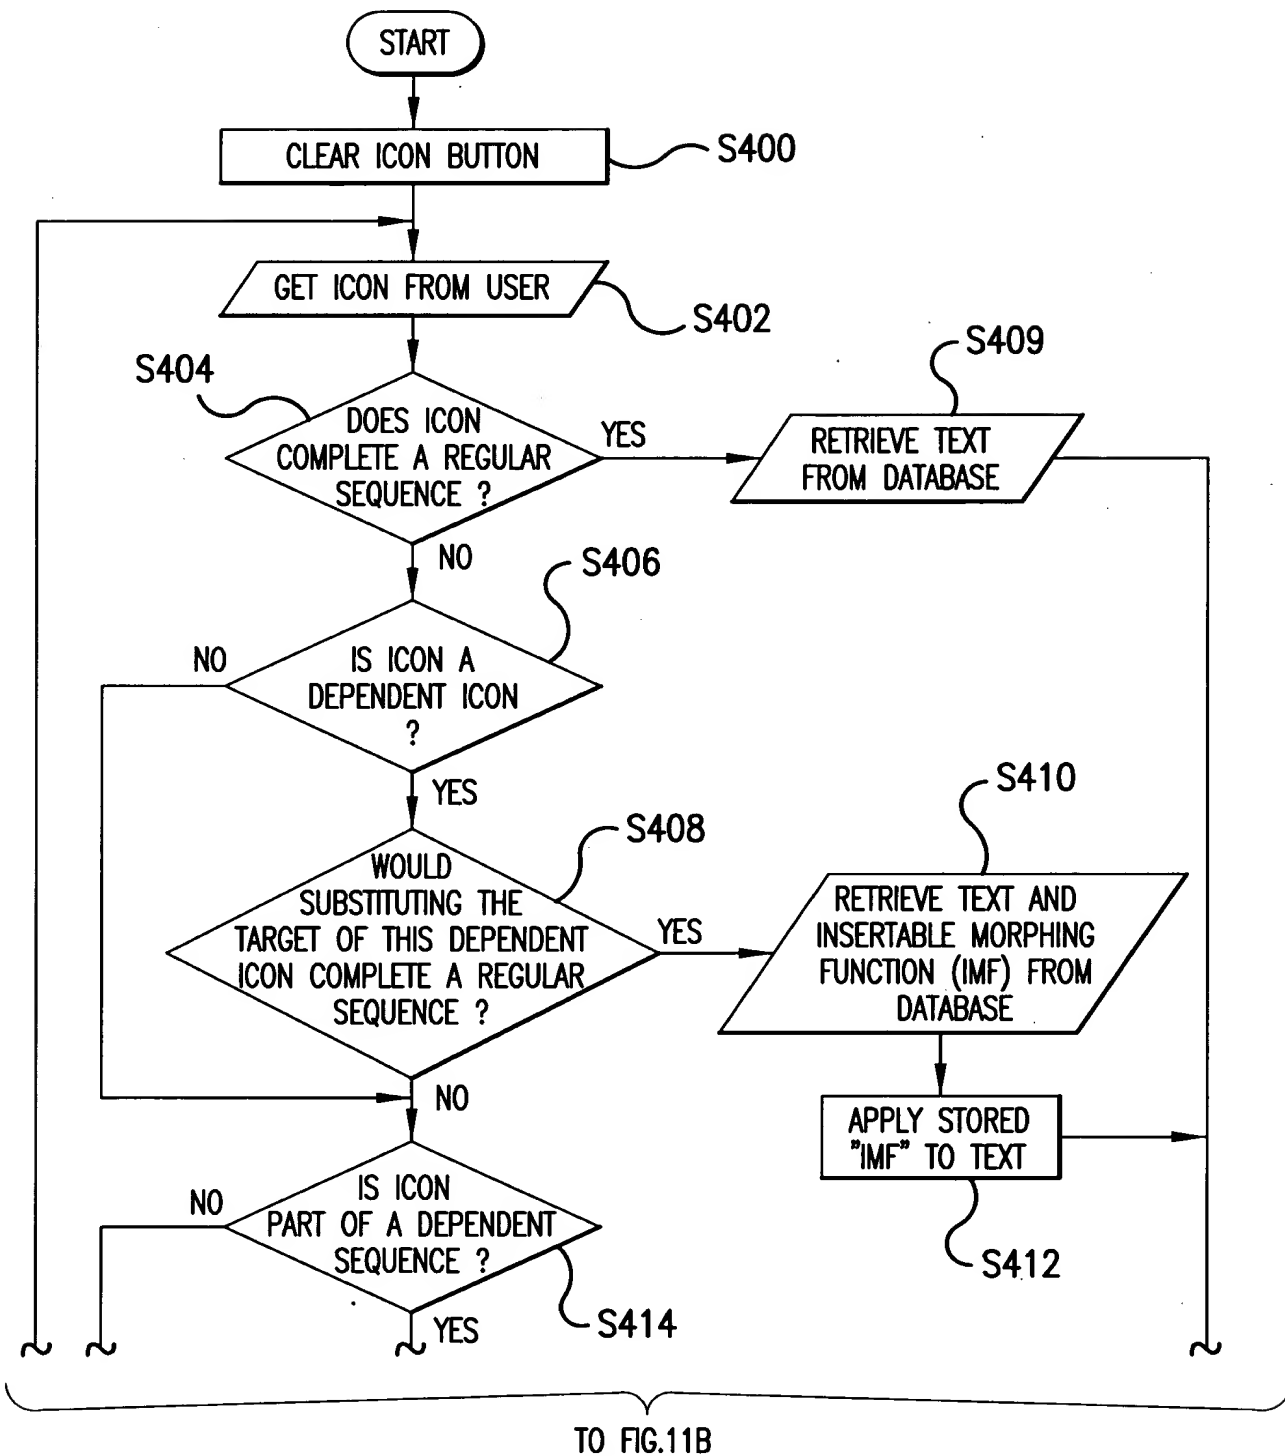 START
CLEAR ICON BUTTON
S400
GET ICON FROM USER
S402
S404
DOES ICON
COMPLETE A REGULAR
SEQUENCE ?
YES
S409
RETRIEVE TEXT
FROM DATABASE
NO
S406
IS ICON A
DEPENDENT ICON
?
NO
YES
S408
WOULD
SUBSTITUTING THE
TARGET OF THIS DEPENDENT
ICON COMPLETE A REGULAR
SEQUENCE ?
YES
S410
RETRIEVE TEXT AND
INSERTABLE MORPHING
FUNCTION (IMF) FROM
DATABASE
NO
APPLY STORED
"IMF" TO TEXT
S412
IS ICON
PART OF A DEPENDENT
SEQUENCE ?
NO
YES
S414
TO FIG.11B